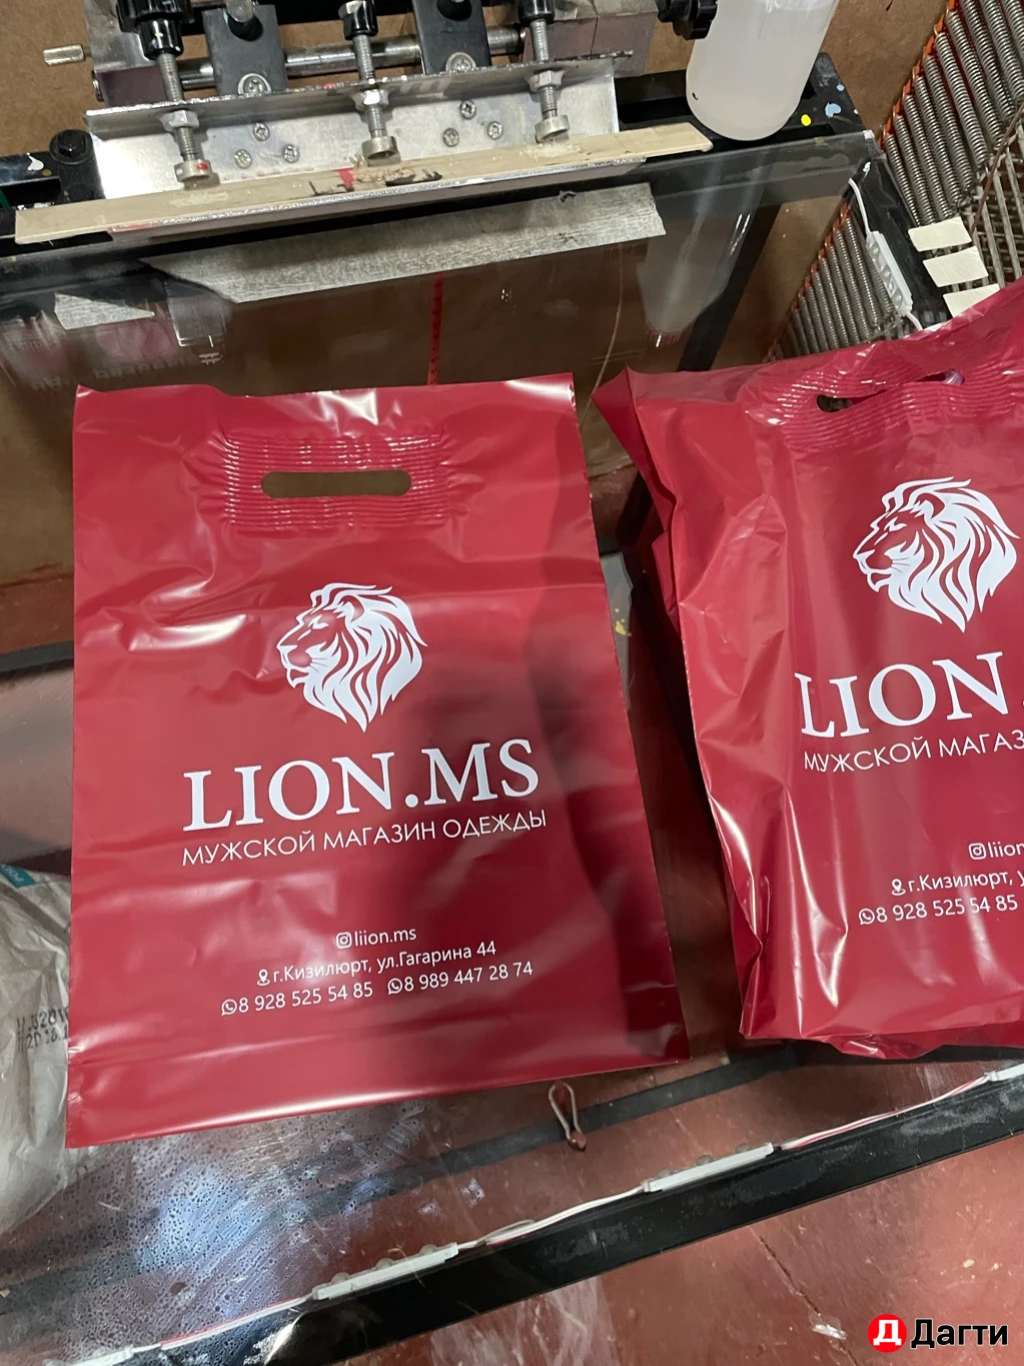 LION.MS
МУЖСКОЙ МАГАЗИН ОДЕЖДЫ
liion.ms
г.Кизилюрт, ул.Гагарина 44
8 928 525 54 85 8 989 447 28 74
LION.
МУЖСКОЙ МАГАЗ
liion
г.Кизилюрт, у
8 928 525 54 85
Дагти